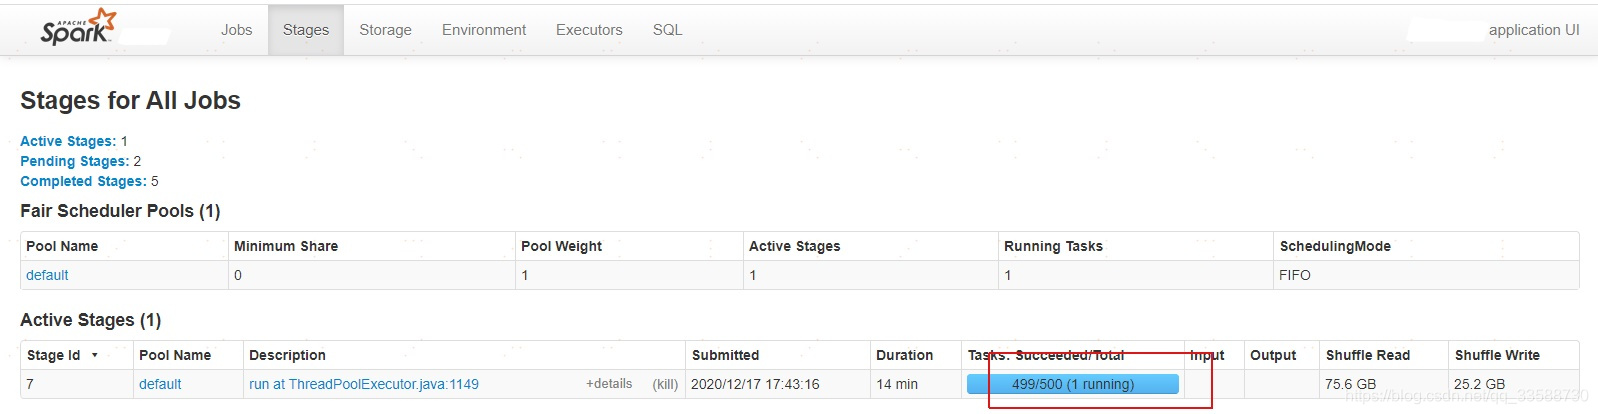 APACHE
Spark
Jobs Stages Storage Environment Executors SQL application UI
Stages for All Jobs
Active Stages: 1
Pending Stages: 2
Completed Stages: 5
Fair Scheduler Pools (1)
Pool Name Minimum Share Pool Weight Active Stages Running Tasks SchedulingMode
default 0 1 1 1 FIFO
Active Stages (1)
Stage Id ▾ Pool Name Description Submitted Duration Tasks: Succeeded/Total Input Output Shuffle Read Shuffle Write
7 default run at ThreadPoolExecutor.java:1149 +details (kill) 2020/12/17 17:43:16 14 min 499/500 (1 running) 75.6 GB 25.2 GB
https://blog.csdn.net/qq_33588730